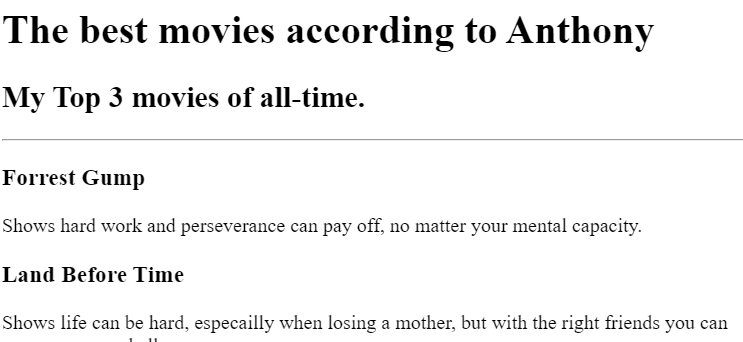 The best movies according to Anthony
My Top 3 movies of all-time.
Forrest Gump
Shows hard work and perseverance can pay off, no matter your mental capacity.
Land Before Time
Shows life can be hard, especailly when losing a mother, but with the right friends you can